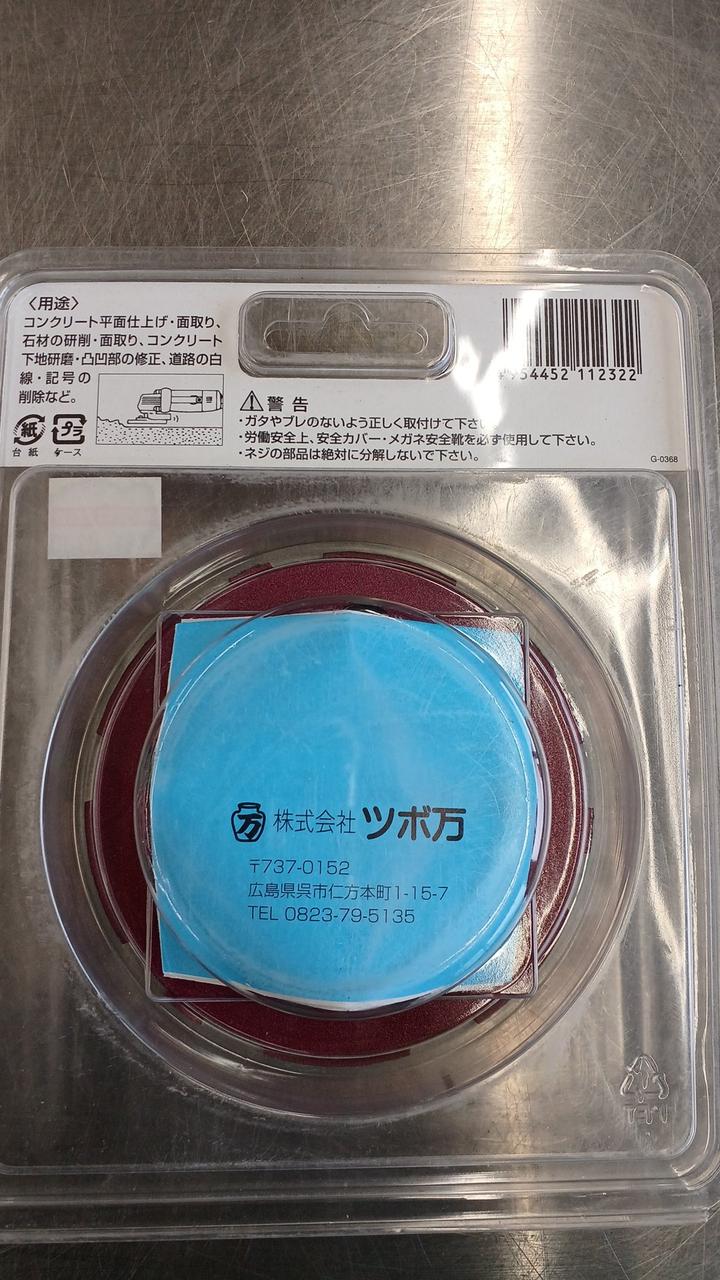 〈用途〉
コンクリート平面仕上げ・面取り、
石材の研削・面取り、コンクリート
下地研磨・凸凹部の修正、道路の白
線・記号の
削除など。
紙
台紙
プラ
ケース
警告
・ガタやブレのないよう正しく取付けて下さい
・労働安全上、安全カバー・メガネ安全靴を必ず使用して下さい。
・ネジの部品は絶対に分解しないで下さい。
954452 112322
G-0368
万 株式会社 ツボ万
〒737-0152
広島県呉市仁方本町1-15-7
TEL 0823-79-5135